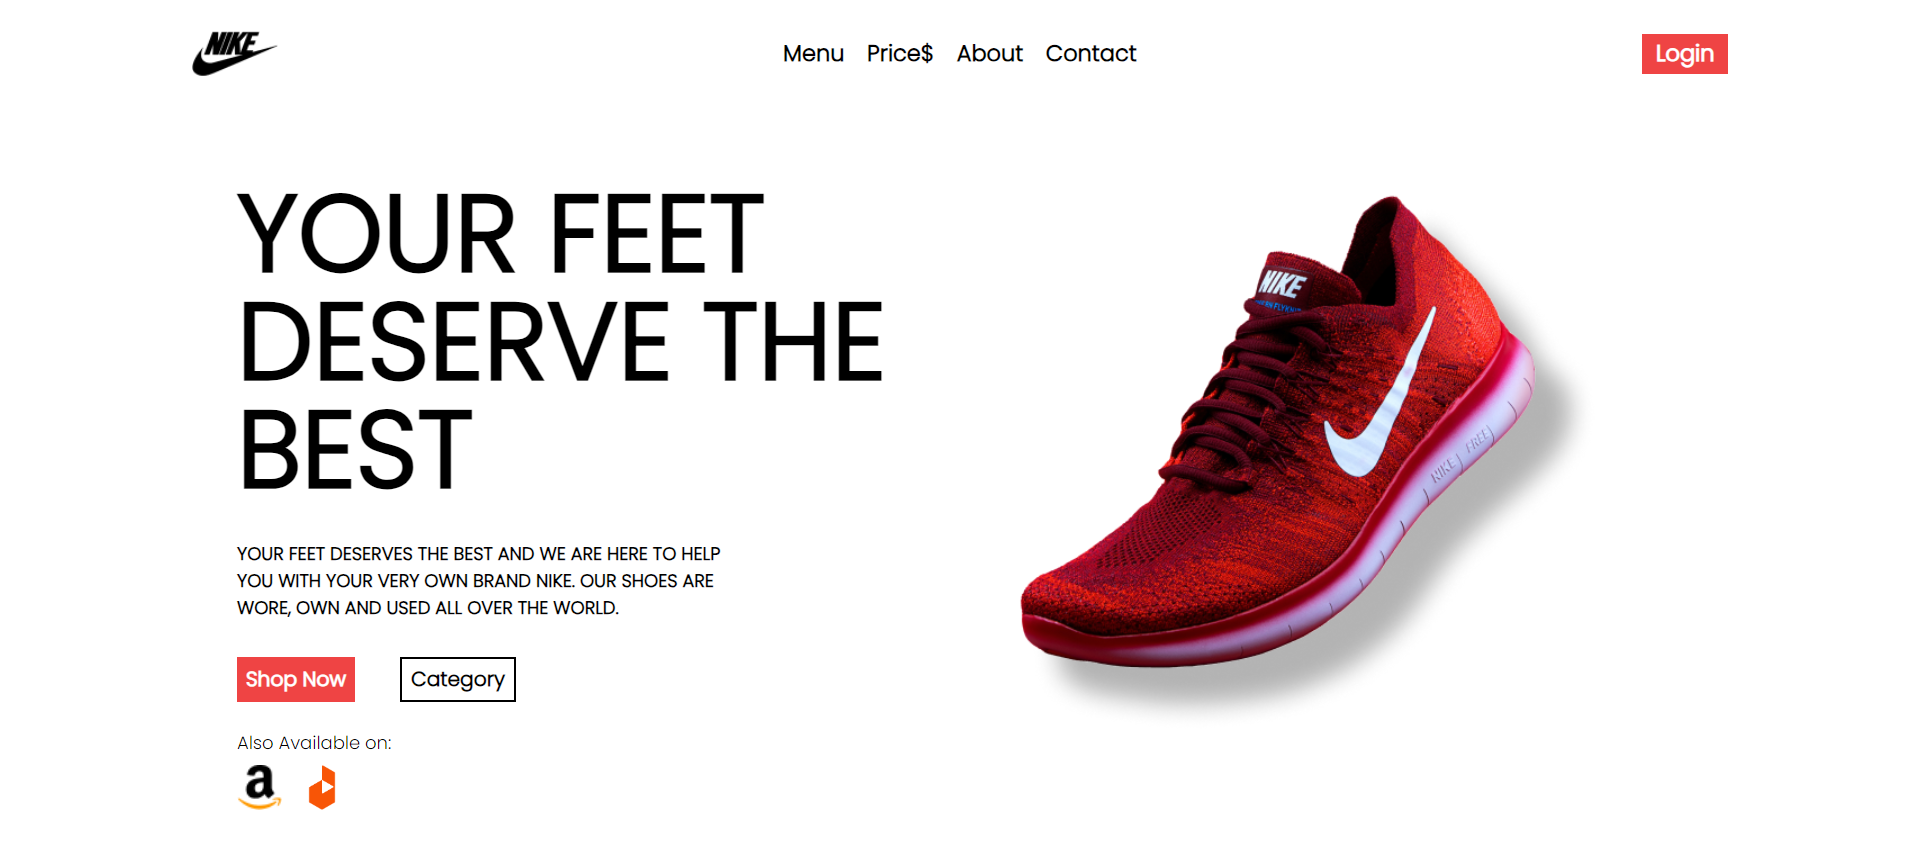 NIKE
Menu Price$ About Contact
Login
YOUR FEET
DESERVE THE
BEST
YOUR FEET DESERVES THE BEST AND WE ARE HERE TO HELP
YOU WITH YOUR VERY OWN BRAND NIKE. OUR SHOES ARE
WORE, OWN AND USED ALL OVER THE WORLD.
Shop Now
Category
Also Available on:
a
NIKE
NIKE FREE